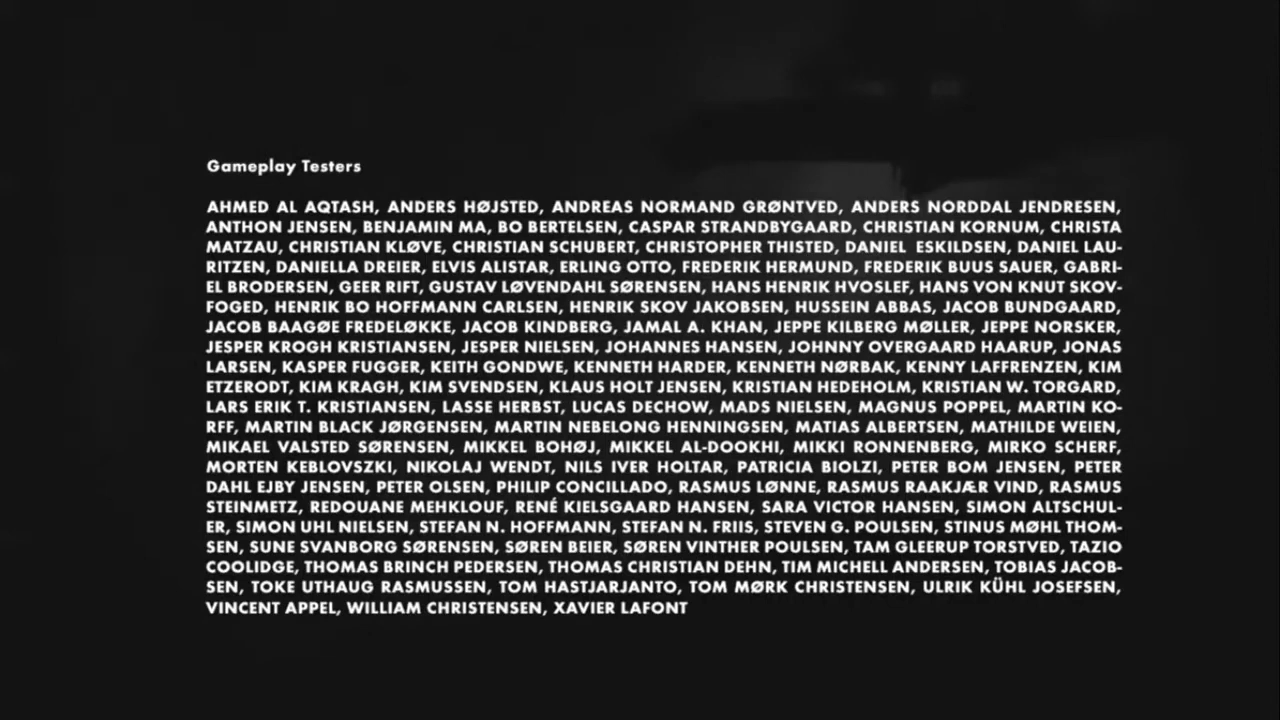 Gameplay Testers
AHMED AL AQTASH, ANDERS HØJSTED, ANDREAS NORMAND GRØNTVED, ANDERS NORDDAL JENDRESEN,
ANTHON JENSEN, BENJAMIN MA, BO BERTELSEN, CASPAR STRANDBYGAARD, CHRISTIAN KORNUM, CHRISTA
MATZAU, CHRISTIAN KLØVE, CHRISTIAN SCHUBERT, CHRISTOPHER THISTED, DANIEL ESKILDSEN, DANIEL LAU-
RITZEN, DANIELLA DREIER, ELVIS ALISTAR, ERLING OTTO, FREDERIK HERMUND, FREDERIK BUUS SAUER, GABRI-
EL BRODERSEN, GEER RIFT, GUSTAV LØVENDAHL SØRENSEN, HANS HENRIK HVOSLEF, HANS VON KNUT SKOV-
FOGED, HENRIK BO HOFFMANN CARLSEN, HENRIK SKOV JAKOBSEN, HUSSEIN ABBAS, JACOB BUNDGAARD,
JACOB BAAGØE FREDELØKKE, JACOB KINDBERG, JAMAL A. KHAN, JEPPE KILBERG MØLLER, JEPPE NORSKER,
JESPER KROGH KRISTIANSEN, JESPER NIELSEN, JOHANNES HANSEN, JOHNNY OVERGAARD HAARUP, JONAS
LARSEN, KASPER FUGGER, KEITH GONDWE, KENNETH HARDER, KENNETH NØRBAK, KENNY LAFFRENZEN, KIM
ETZERODT, KIM KRAGH, KIM SVENDSEN, KLAUS HOLT JENSEN, KRISTIAN HEDEHOLM, KRISTIAN W. TORGARD,
LARS ERIK T. KRISTIANSEN, LASSE HERBST, LUCAS DECHOW, MADS NIELSEN, MAGNUS POPPEL, MARTIN KO-
RFF, MARTIN BLACK JØRGENSEN, MARTIN NEBELONG HENNINGSEN, MATIAS ALBERTSEN, MATHILDE WEIEN,
MIKAEL VALSTED SØRENSEN, MIKKEL BOHØJ, MIKKEL AL-DOOKHI, MIKKI RONNENBERG, MIRKO SCHERF,
MORTEN KEBLOVSZKI, NIKOLAJ WENDT, NILS IVER HOLTAR, PATRICIA BIOLZI, PETER BOM JENSEN, PETER
DAHL EJBY JENSEN, PETER OLSEN, PHILIP CONCILLADO, RASMUS LØNNE, RASMUS RAAKJÆR VIND, RASMUS
STEINMETZ, REDOUANE MEHKLOUF, RENÉ KIELSGAARD HANSEN, SARA VICTOR HANSEN, SIMON ALTSCHUL-
ER, SIMON UHL NIELSEN, STEFAN N. HOFFMANN, STEFAN N. FRIIS, STEVEN G. POULSEN, STINUS MØHL THOM-
SEN, SUNE SVANBORG SØRENSEN, SØREN BEIER, SØREN VINTHER POULSEN, TAM GLEERUP TORSTVED, TAZIO
COOLIDGE, THOMAS BRINCH PEDERSEN, THOMAS CHRISTIAN DEHN, TIM MICHELL ANDERSEN, TOBIAS JACOB-
SEN, TOKE UTHAUG RASMUSSEN, TOM HASTJARJANTO, TOM MØRK CHRISTENSEN, ULRIK KÜHL JOSEFSEN,
VINCENT APPEL, WILLIAM CHRISTENSEN, XAVIER LAFONT